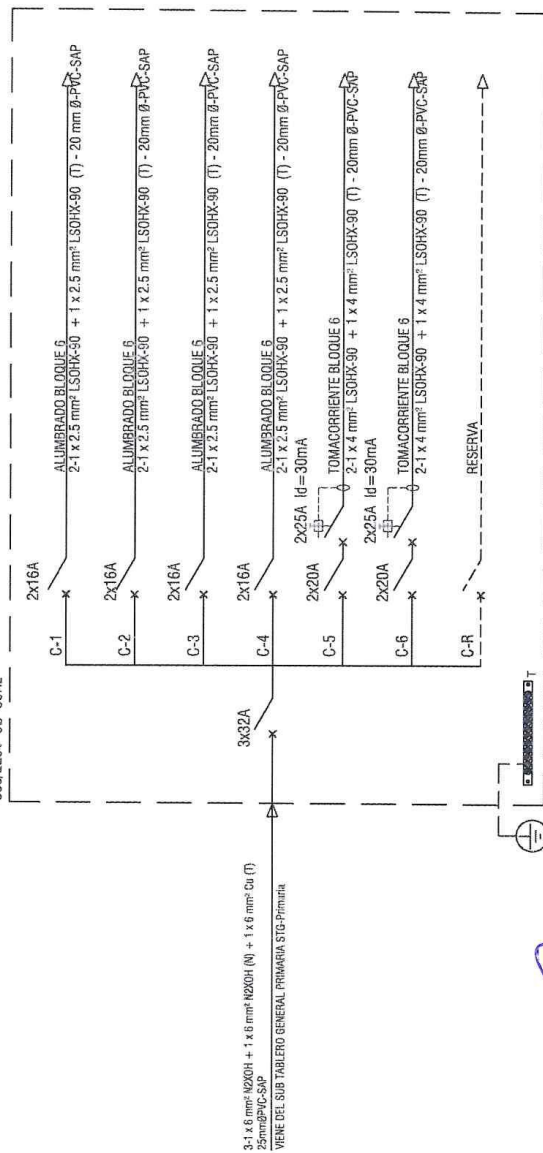 3-1 x 6 mm² N2XOH + 1 x 6 mm² N2XOH (N) + 1 x 6 mm² Cu (T)
25mmØPVC-SAP
VIENE DEL SUB TABLERO GENERAL PRIMARIA STG-Primaria
3x32A
C-1
2x16A
ALUMBRADO BLOQUE 6
2-1 x 2.5 mm² LSOHX-90 + 1 x 2.5 mm² LSOHX-90 (T) - 20 mm Ø-PVC-SAP
C-2
2x16A
ALUMBRADO BLOQUE 6
2-1 x 2.5 mm² LSOHX-90 + 1 x 2.5 mm² LSOHX-90 (T) - 20mm Ø-PVC-SAP
C-3
2x16A
ALUMBRADO BLOQUE 6
2-1 x 2.5 mm² LSOHX-90 + 1 x 2.5 mm² LSOHX-90 (T) - 20mm Ø-PVC-SAP
C-4
2x16A
ALUMBRADO BLOQUE 6
2-1 x 2.5 mm² LSOHX-90 + 1 x 2.5 mm² LSOHX-90 (T) - 20mm Ø-PVC-SAP
C-5
2x20A
2x25A Id=30mA
TOMACORRIENTE BLOQUE 6
2-1 x 4 mm² LSOHX-90 + 1 x 4 mm² LSOHX-90 (T) - 20mm Ø-PVC-SAP
C-6
2x20A
2x25A Id=30mA
TOMACORRIENTE BLOQUE 6
2-1 x 4 mm² LSOHX-90 + 1 x 4 mm² LSOHX-90 (T) - 20mm Ø-PVC-SAP
C-R
RESERVA
T